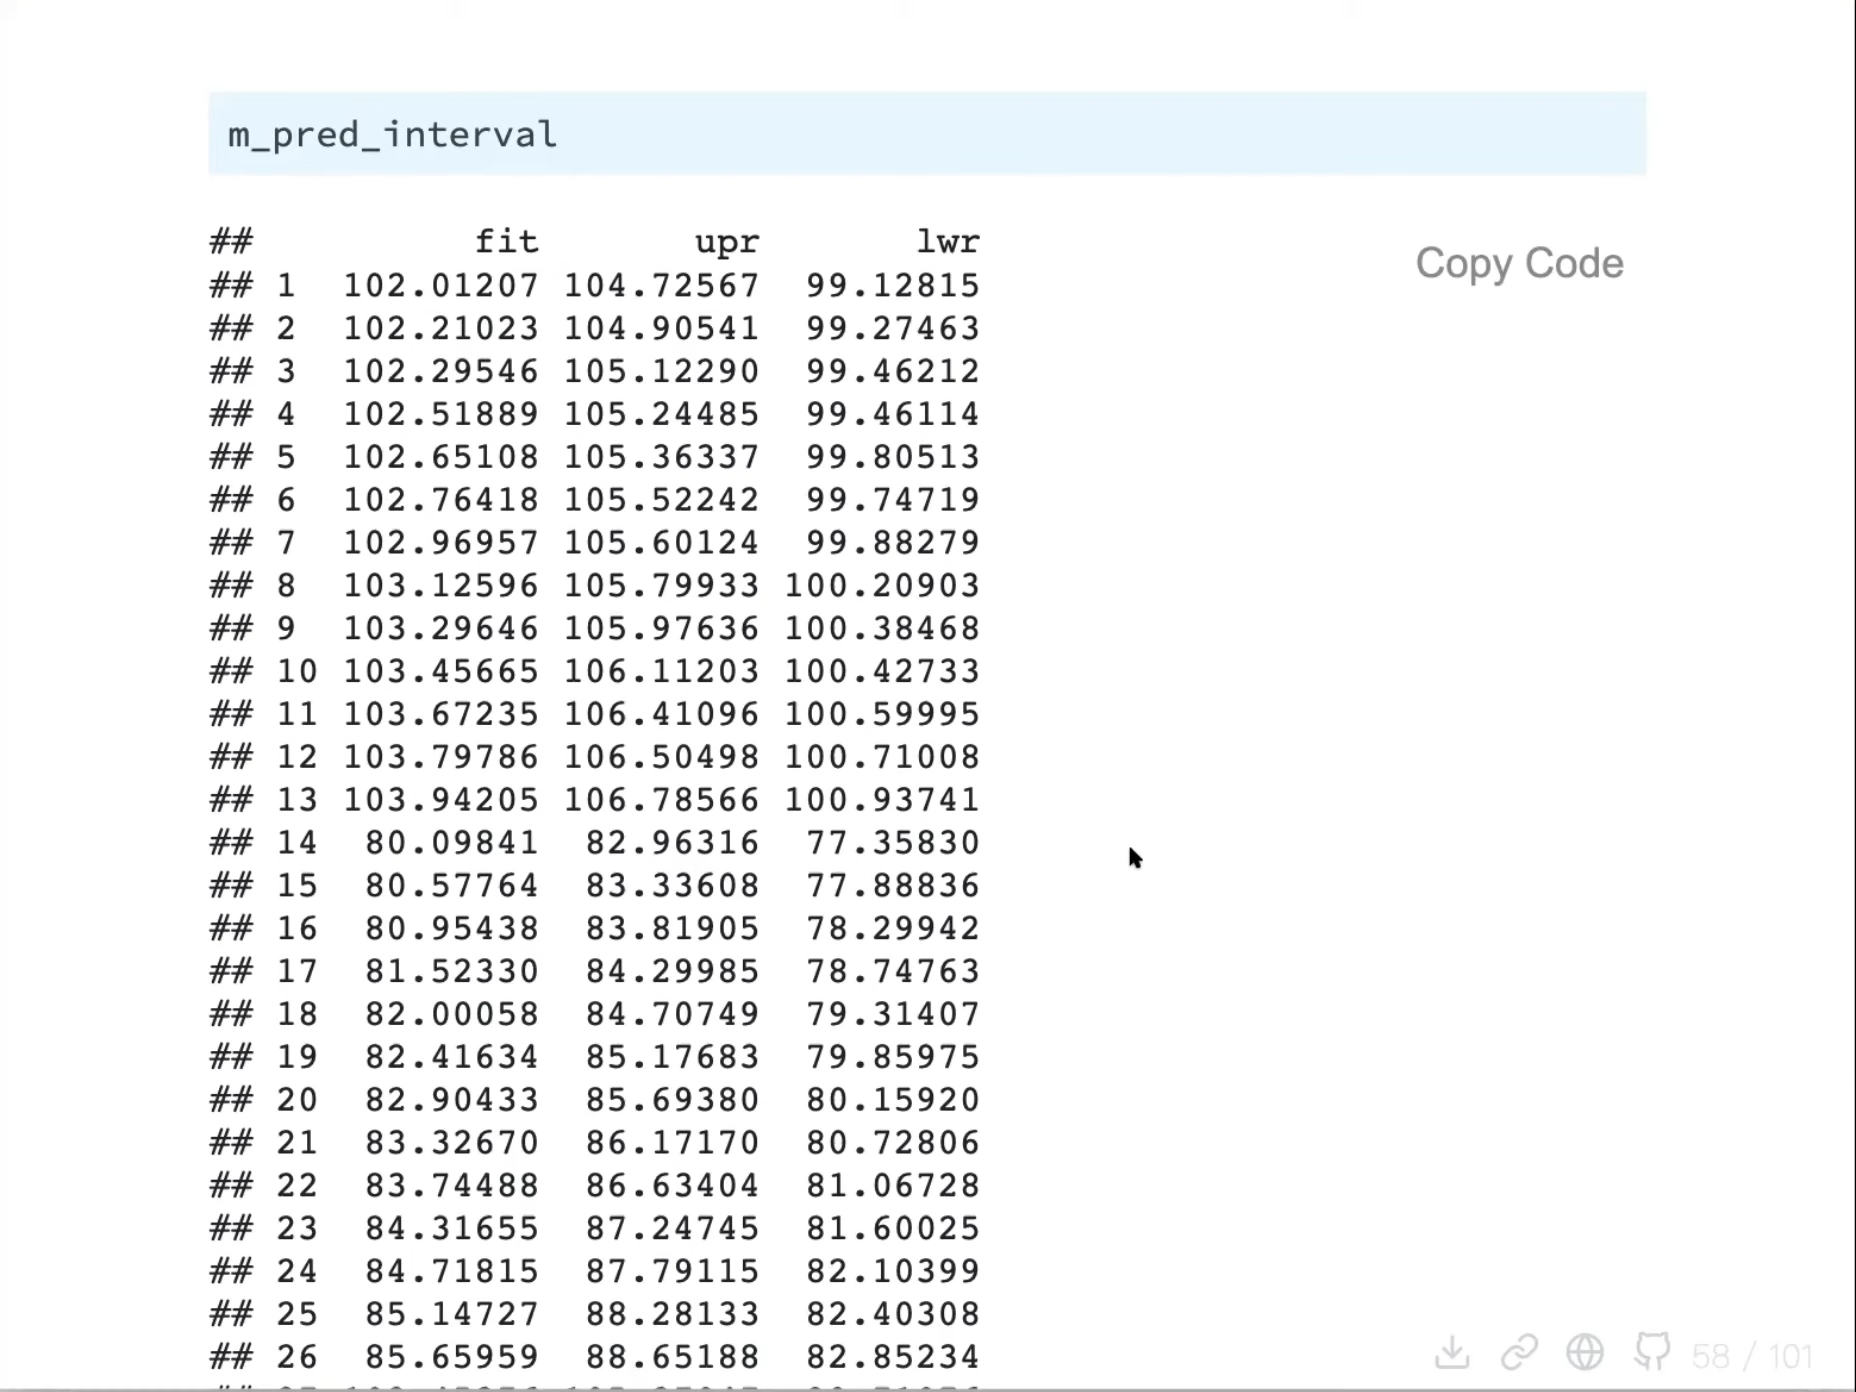 m_pred_interval
## fit upr lwr
Copy Code
## 1 102.01207 104.72567 99.12815
## 2 102.21023 104.90541 99.27463
## 3 102.29546 105.12290 99.46212
## 4 102.51889 105.24485 99.46114
## 5 102.65108 105.36337 99.80513
## 6 102.76418 105.52242 99.74719
## 7 102.96957 105.60124 99.88279
## 8 103.12596 105.79933 100.20903
## 9 103.29646 105.97636 100.38468
## 10 103.45665 106.11203 100.42733
## 11 103.67235 106.41096 100.59995
## 12 103.79786 106.50498 100.71008
## 13 103.94205 106.78566 100.93741
## 14 80.09841 82.96316 77.35830
## 15 80.57764 83.33608 77.88836
## 16 80.95438 83.81905 78.29942
## 17 81.52330 84.29985 78.74763
## 18 82.00058 84.70749 79.31407
## 19 82.41634 85.17683 79.85975
## 20 82.90433 85.69380 80.15920
## 21 83.32670 86.17170 80.72806
## 22 83.74488 86.63404 81.06728
## 23 84.31655 87.24745 81.60025
## 24 84.71815 87.79115 82.10399
## 25 85.14727 88.28133 82.40308
## 26 85.65959 88.65188 82.85234
58 / 101